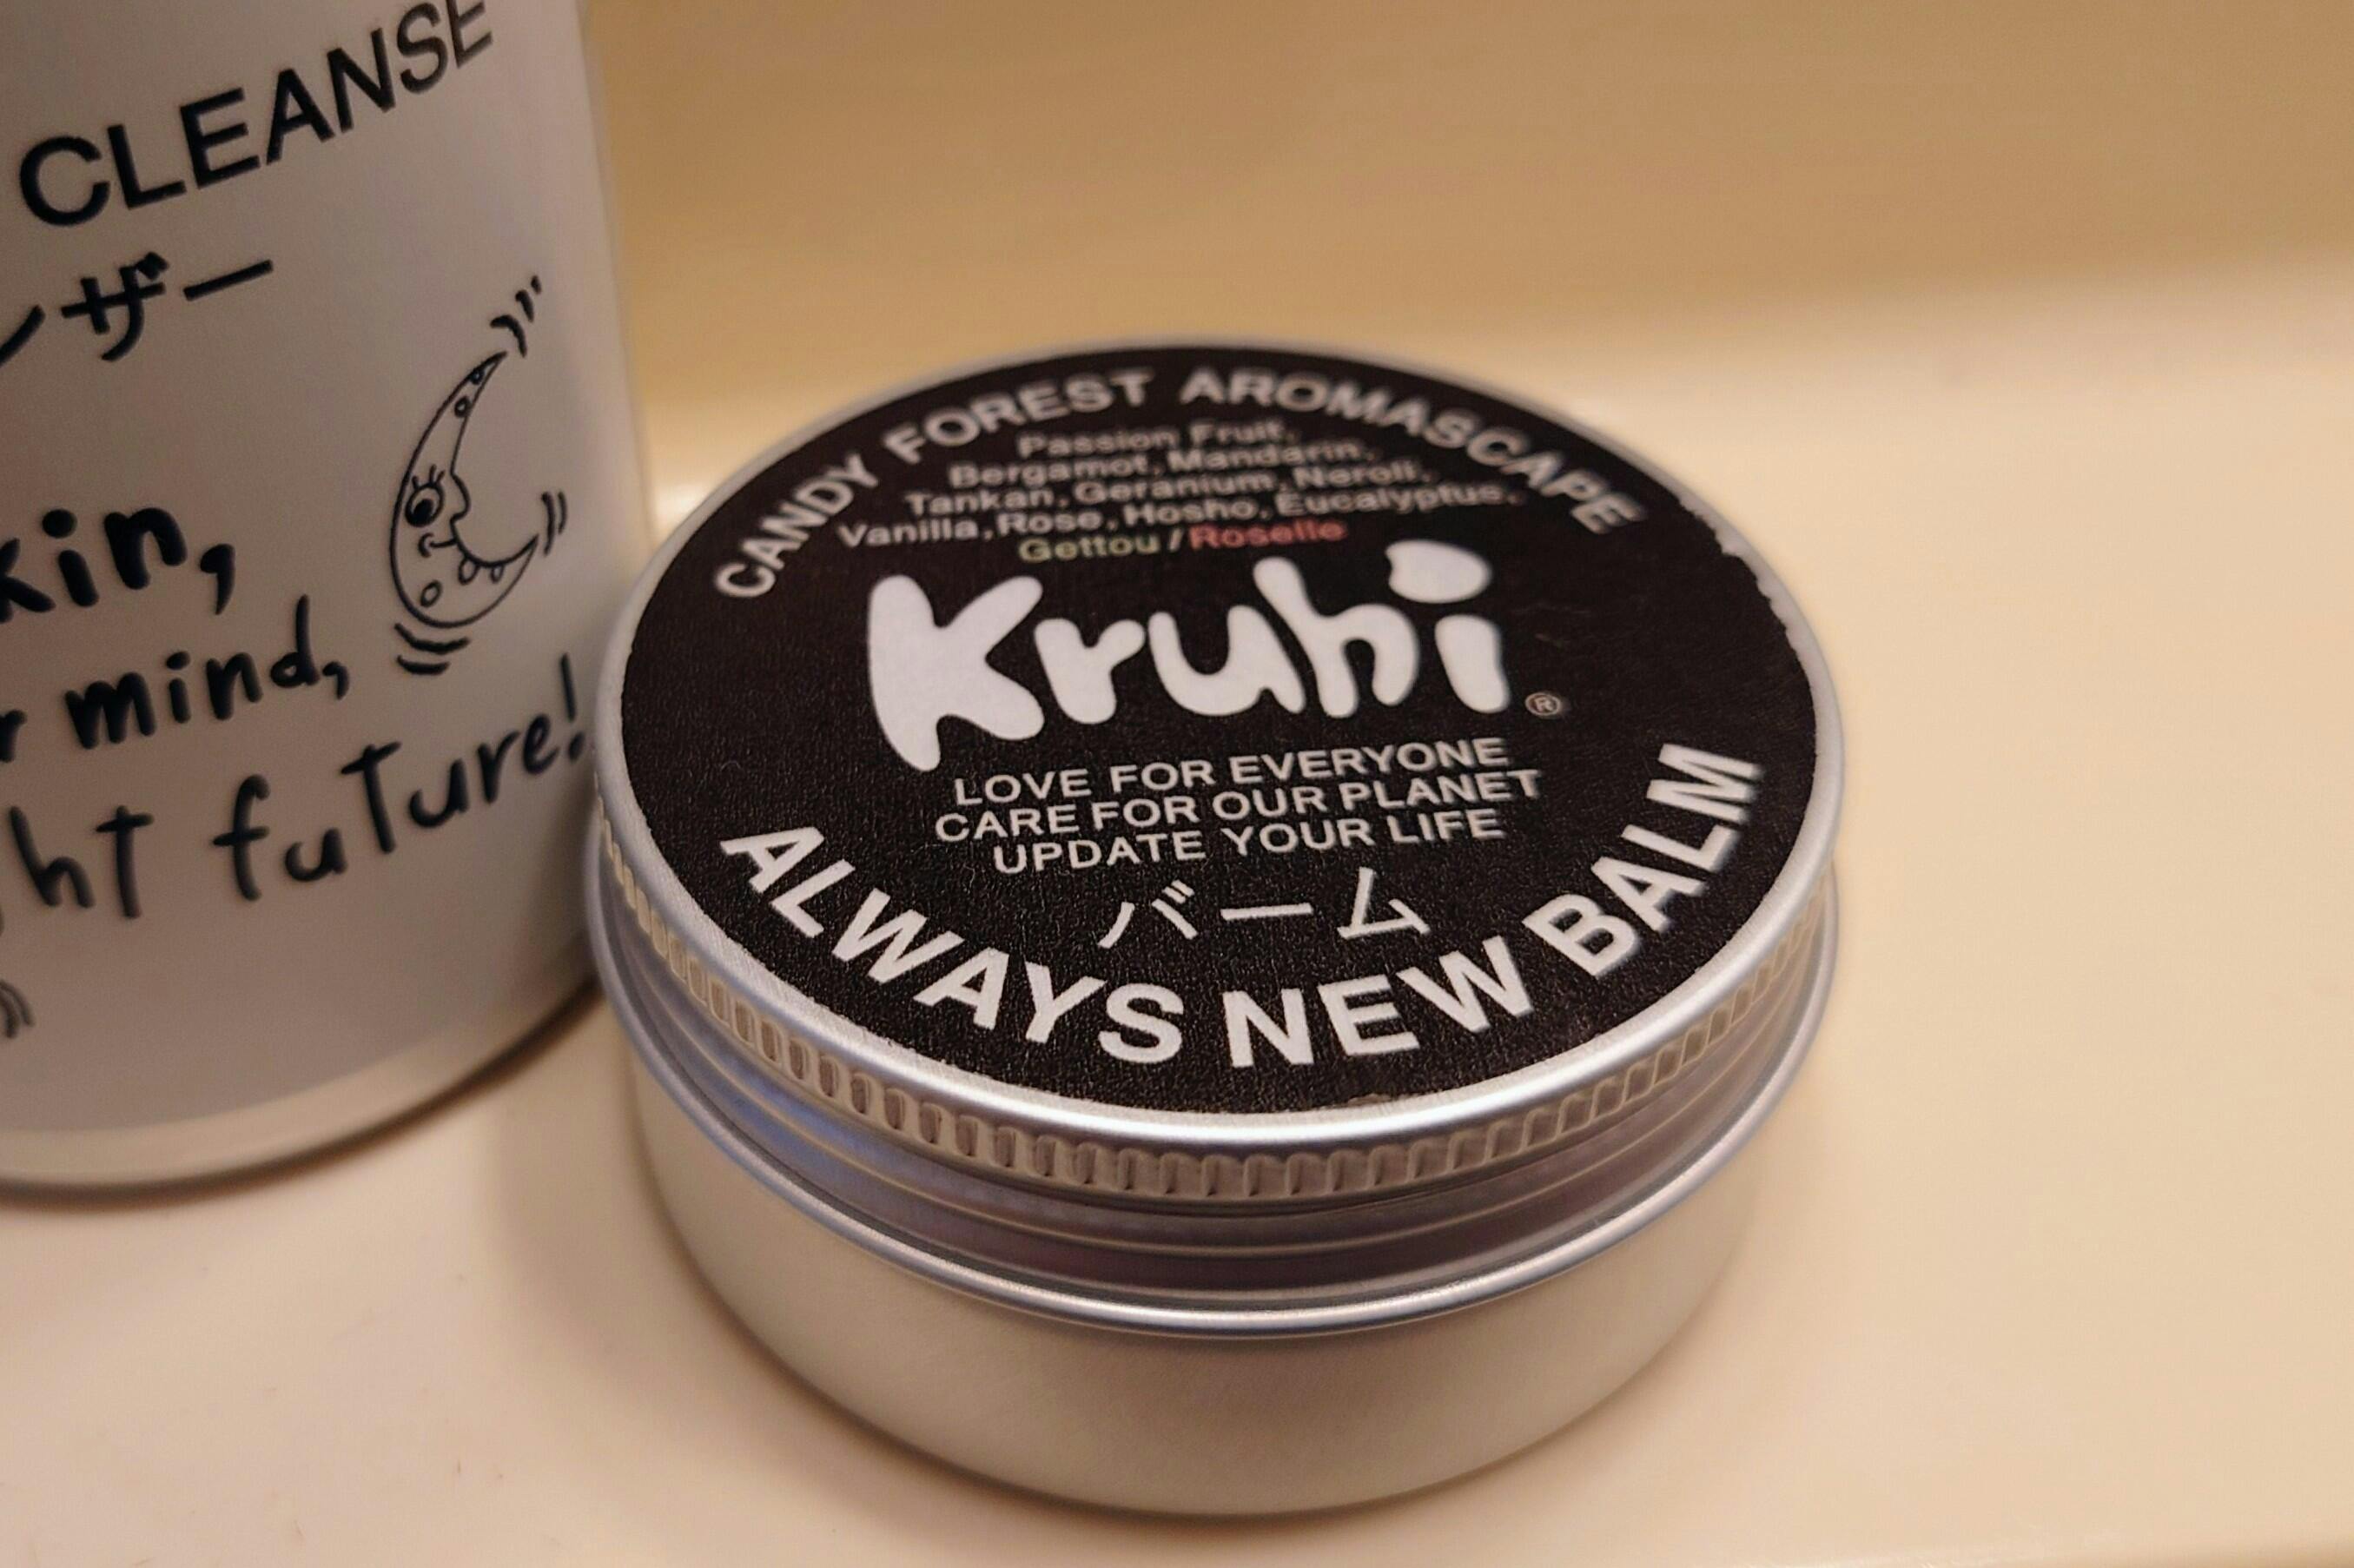 CLEANSE
ンザー
kin,
r mind,
ght future!
CANDY FOREST AROMASCAPE
Passion Fruit,
Bergamot, Mandarin,
Tankan, Geranium, Neroli,
Vanilla, Rose, Hosho, Eucalyptus,
Gettou / Roselle
Kruhi ®
LOVE FOR EVERYONE
CARE FOR OUR PLANET
UPDATE YOUR LIFE
バーム
ALWAYS NEW BALM